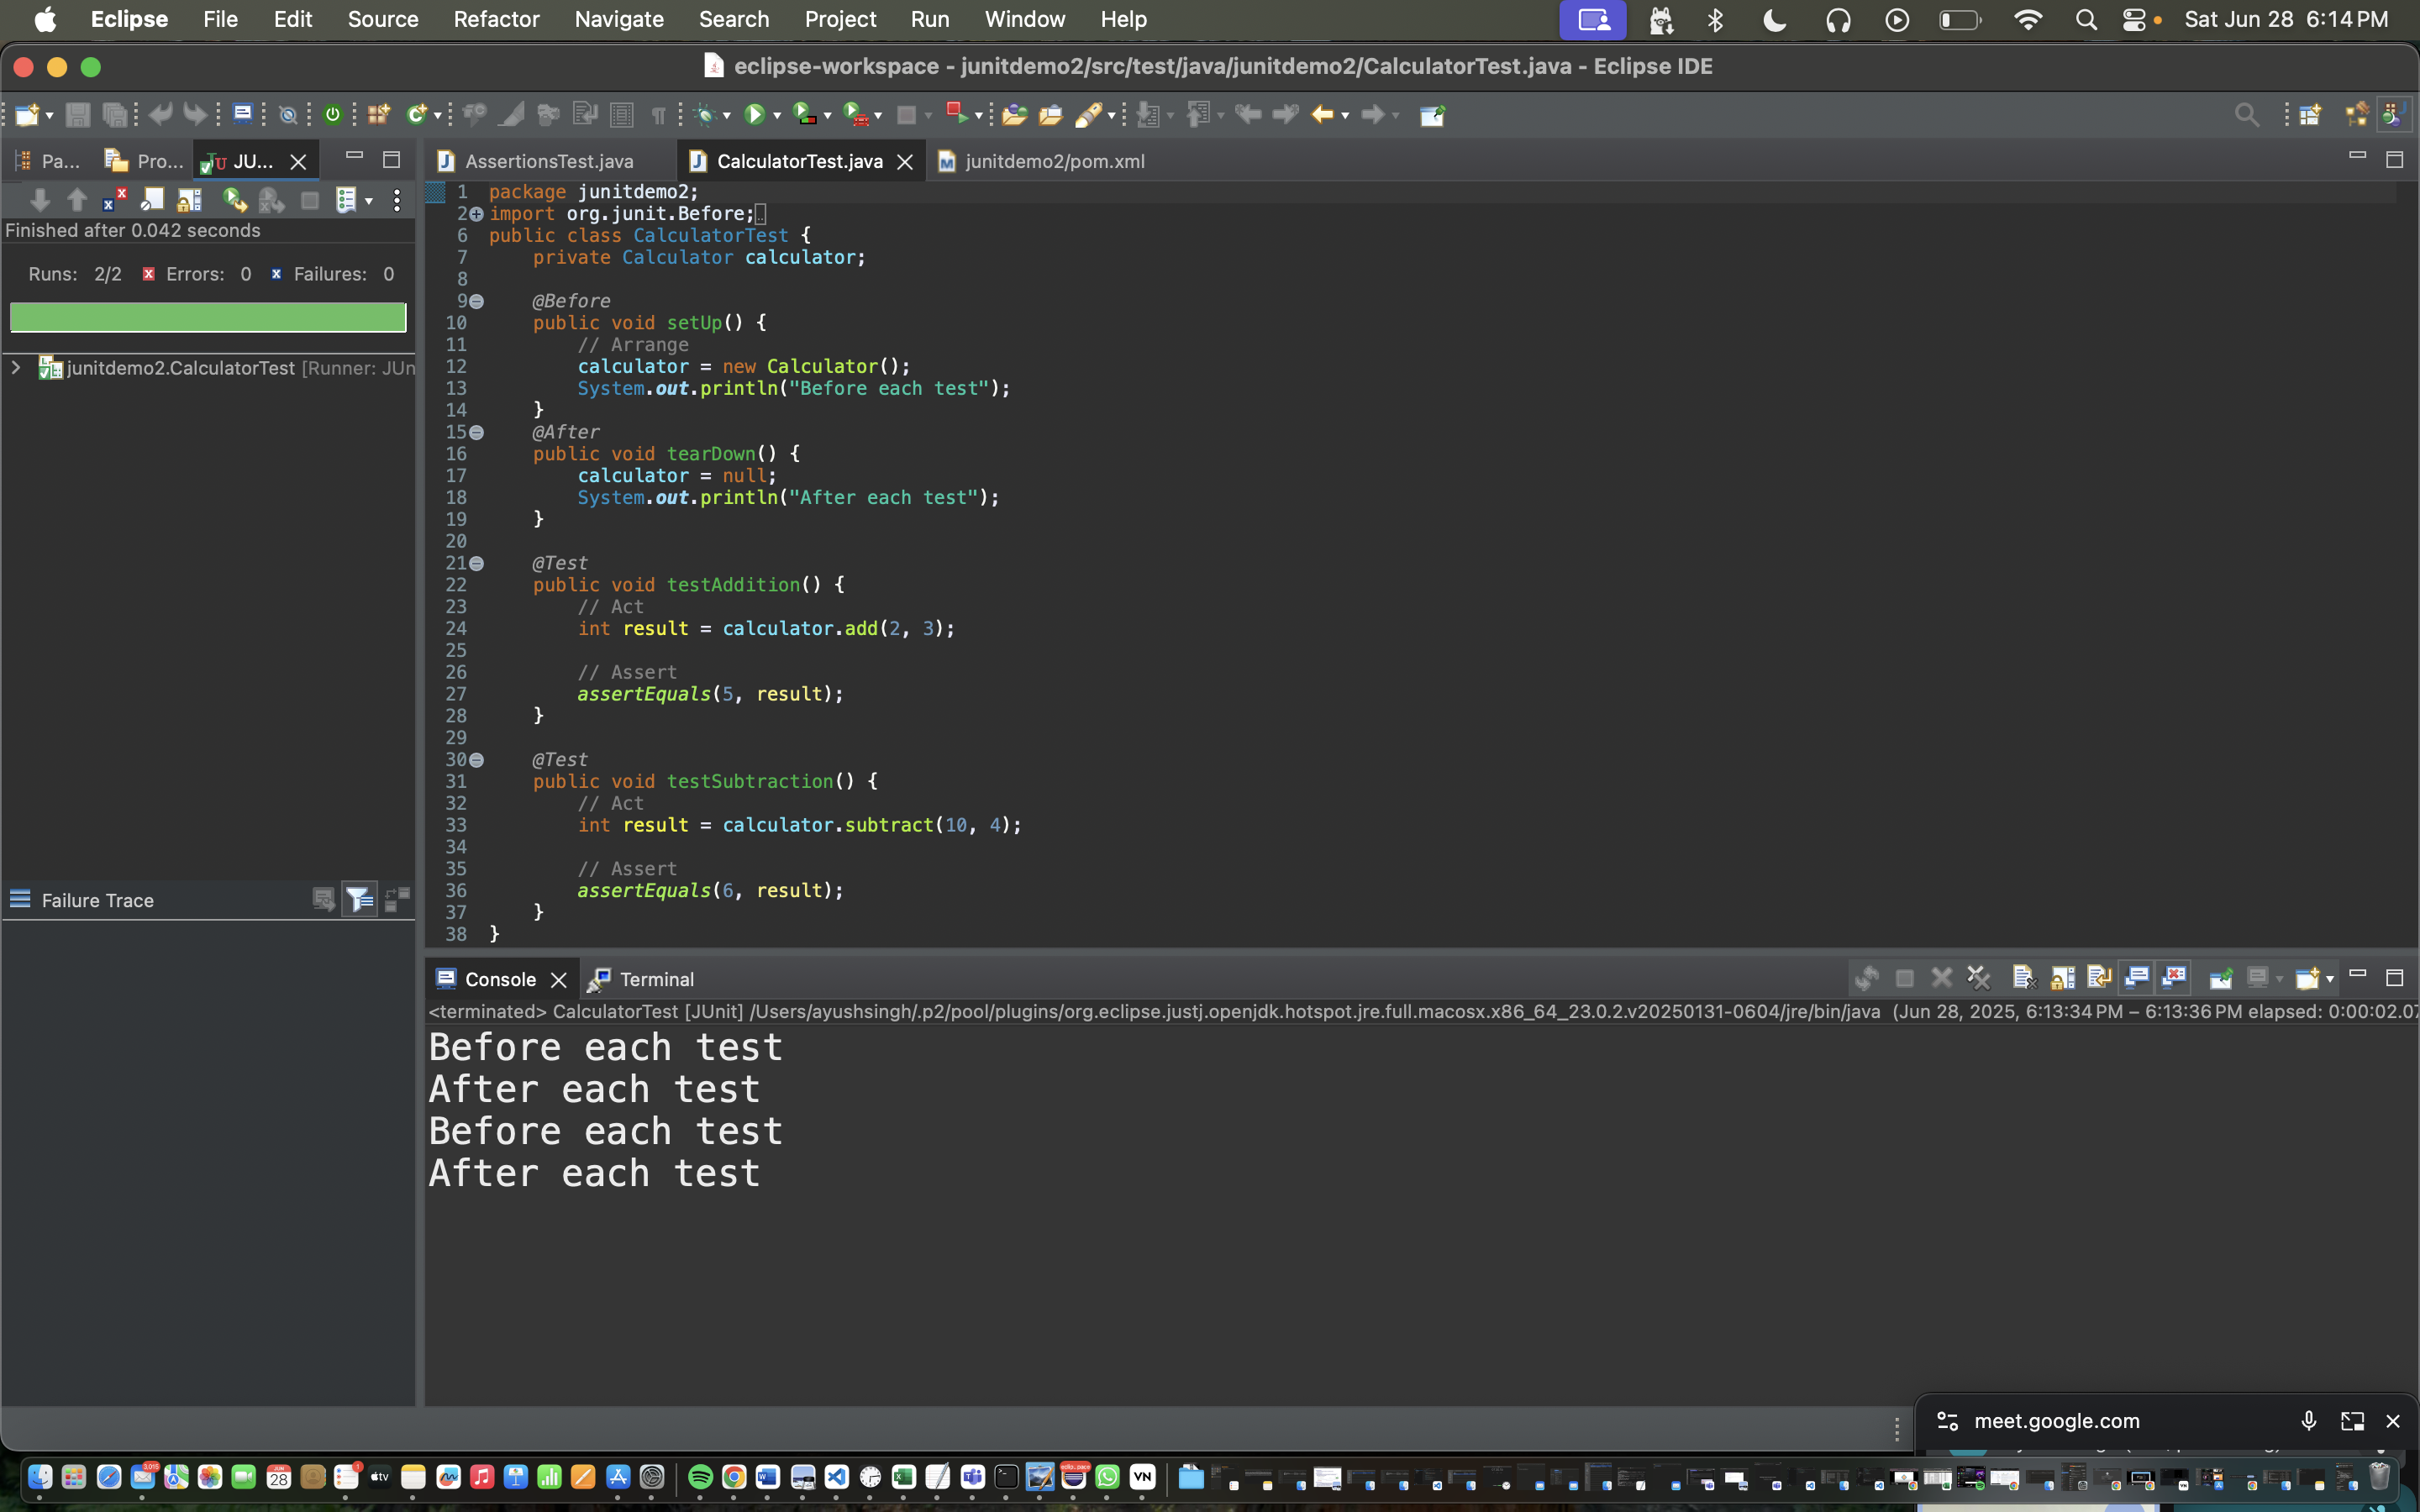 Eclipse File Edit Source Refactor Navigate Search Project Run Window Help Sat Jun 28 6:14 PM
eclipse-workspace - junitdemo2/src/test/java/junitdemo2/CalculatorTest.java - Eclipse IDE
Pa... Pro... JU...
Finished after 0.042 seconds
Runs: 2/2 Errors: 0 Failures: 0
junitdemo2.CalculatorTest [Runner: JUn
Failure Trace
AssertionsTest.java CalculatorTest.java junitdemo2/pom.xml
1 package junitdemo2;
2 import org.junit.Before;
6 public class CalculatorTest {
7 private Calculator calculator;
8
9 @Before
10 public void setUp() {
11 // Arrange
12 calculator = new Calculator();
13 System.out.println("Before each test");
14 }
15 @After
16 public void tearDown() {
17 calculator = null;
18 System.out.println("After each test");
19 }
20
21 @Test
22 public void testAddition() {
23 // Act
24 int result = calculator.add(2, 3);
25
26 // Assert
27 assertEquals(5, result);
28 }
29
30 @Test
31 public void testSubtraction() {
32 // Act
33 int result = calculator.subtract(10, 4);
34
35 // Assert
36 assertEquals(6, result);
37 }
38 }
Console Terminal
<terminated> CalculatorTest [JUnit] /Users/ayushsingh/.p2/pool/plugins/org.eclipse.justj.openjdk.hotspot.jre.full.macosx.x86_64_23.0.2.v20250131-0604/jre/bin/java (Jun 28, 2025, 6:13:34 PM – 6:13:36 PM elapsed: 0:00:02.07
Before each test
After each test
Before each test
After each test
meet.google.com
3,015 28 1 tv VN